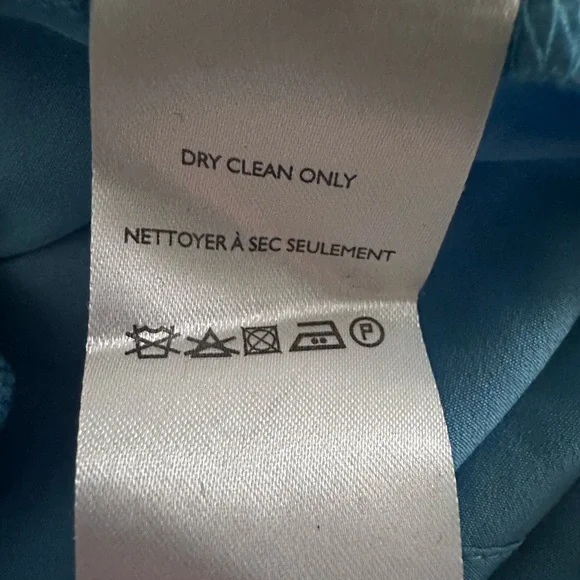 DRY CLEAN ONLY
NETTOYER À SEC SEULEMENT
P